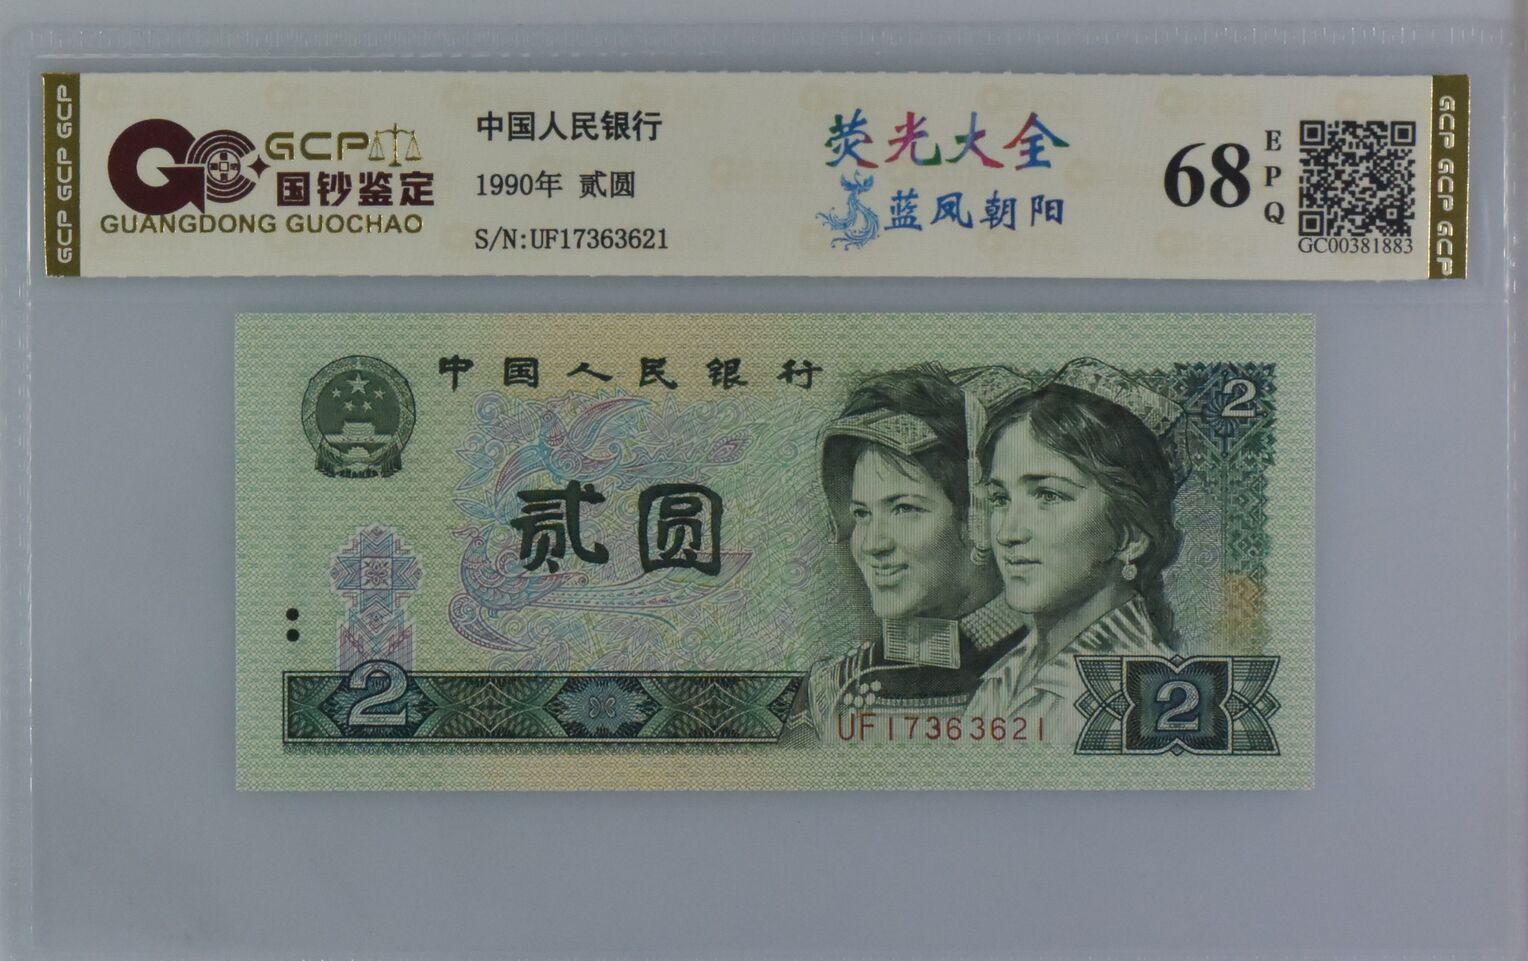 GCP GCP GCP
GCP
国钞鉴定
GUANGDONG GUOCHAO
中国人民银行
1990年 贰圆
S/N:UF17363621
荧光大全
蓝凤朝阳
68
EPQ
GC00381883
GCP GCP GCP
中国人民银行
2
贰圆
2
UF17363621
2